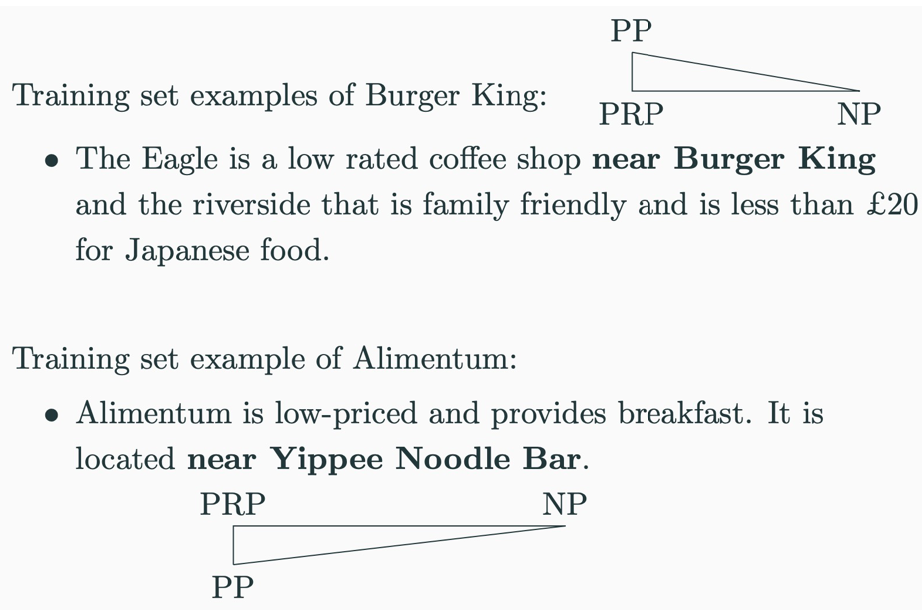 PP
Training set examples of Burger King:
PRP NP
• The Eagle is a low rated coffee shop near Burger King
and the riverside that is family friendly and is less than £20
for Japanese food.
Training set example of Alimentum:
• Alimentum is low-priced and provides breakfast. It is
located near Yippee Noodle Bar.
PRP NP
PP